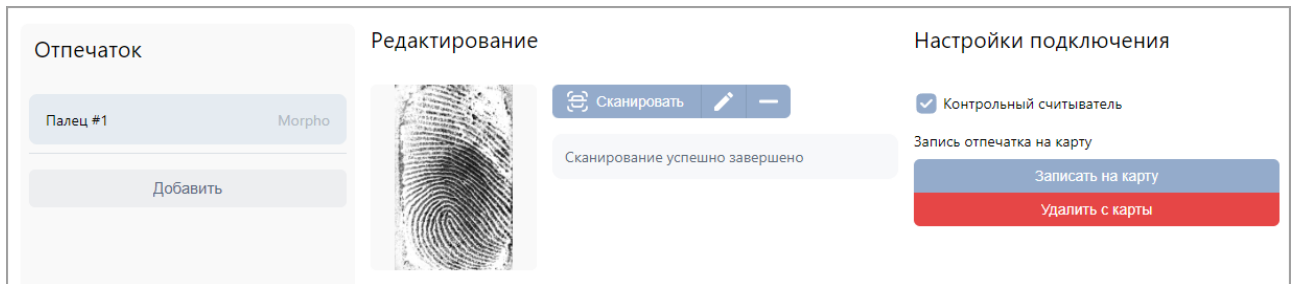 Отпечаток
Палец #1 Morpho
Добавить
Редактирование
Сканировать
Сканирование успешно завершено
Настройки подключения
Контрольный считыватель
Запись отпечатка на карту
Записать на карту
Удалить с карты